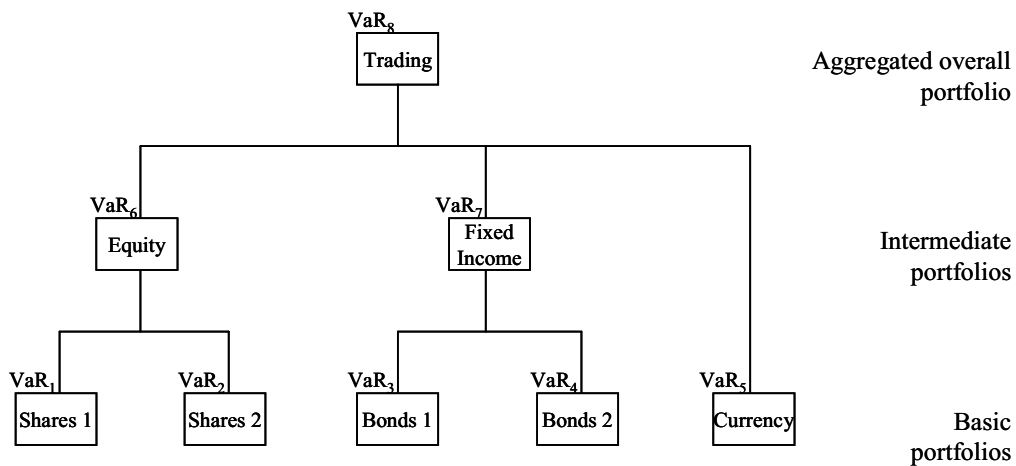 VaR8
Trading
Aggregated overall
portfolio
VaR6
Equity
VaR7
Fixed
Income
Intermediate
portfolios
VaR1
Shares 1
VaR2
Shares 2
VaR3
Bonds 1
VaR4
Bonds 2
VaR5
Currency
Basic
portfolios